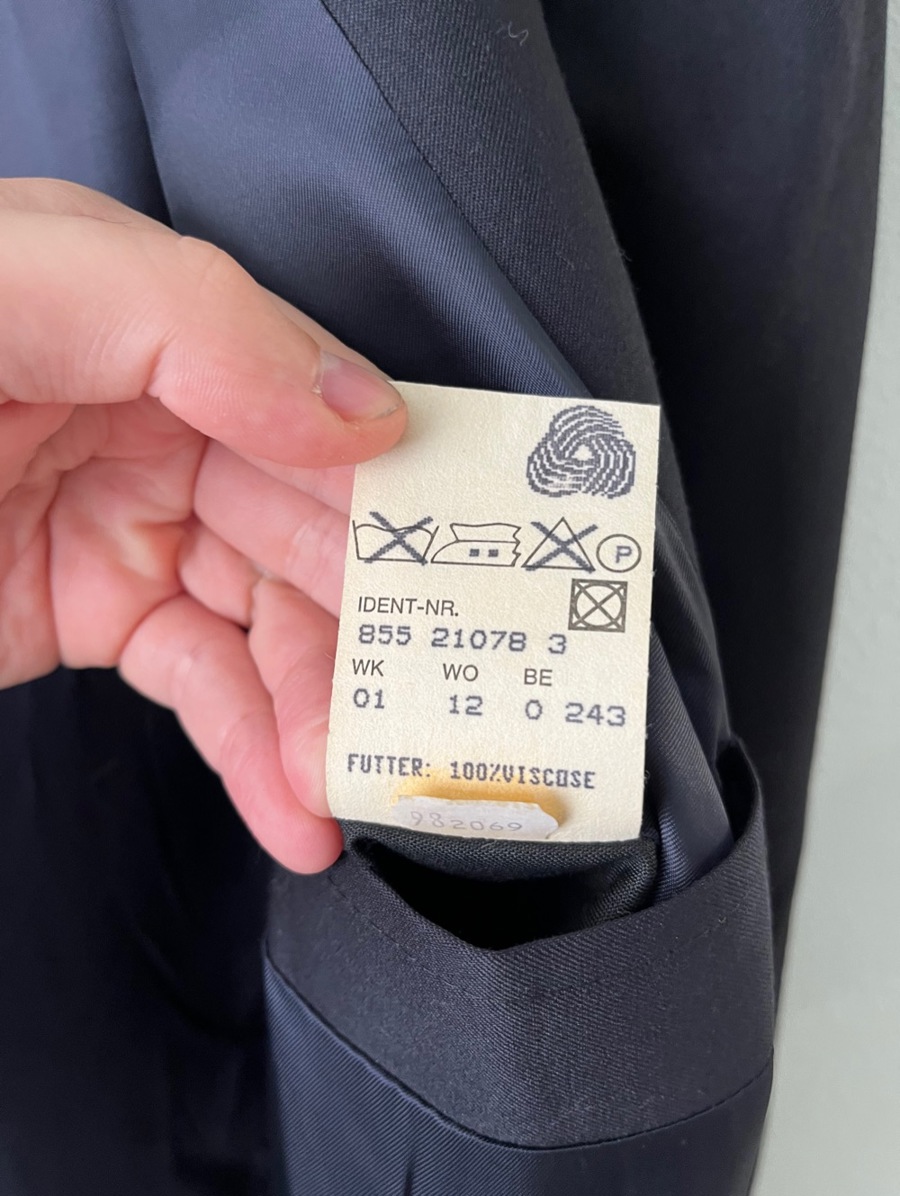 P
IDENT-NR.
855 21078 3
WK WO BE
01 12 0 243
FUTTER: 100%VISCOSE
982069